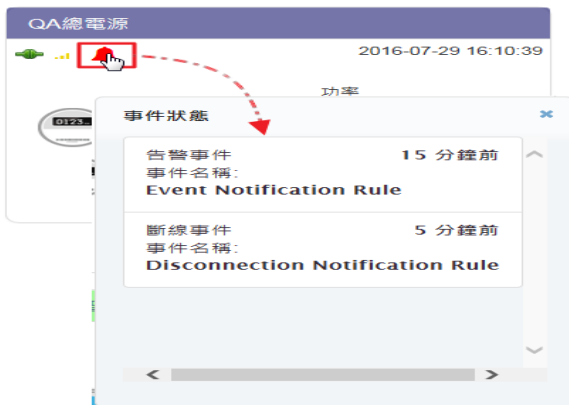 QA總電源
2016-07-29 16:10:39
功率
0123..
事件狀態
告警事件 15 分鐘前
事件名稱:
Event Notification Rule
斷線事件 5 分鐘前
事件名稱:
Disconnection Notification Rule